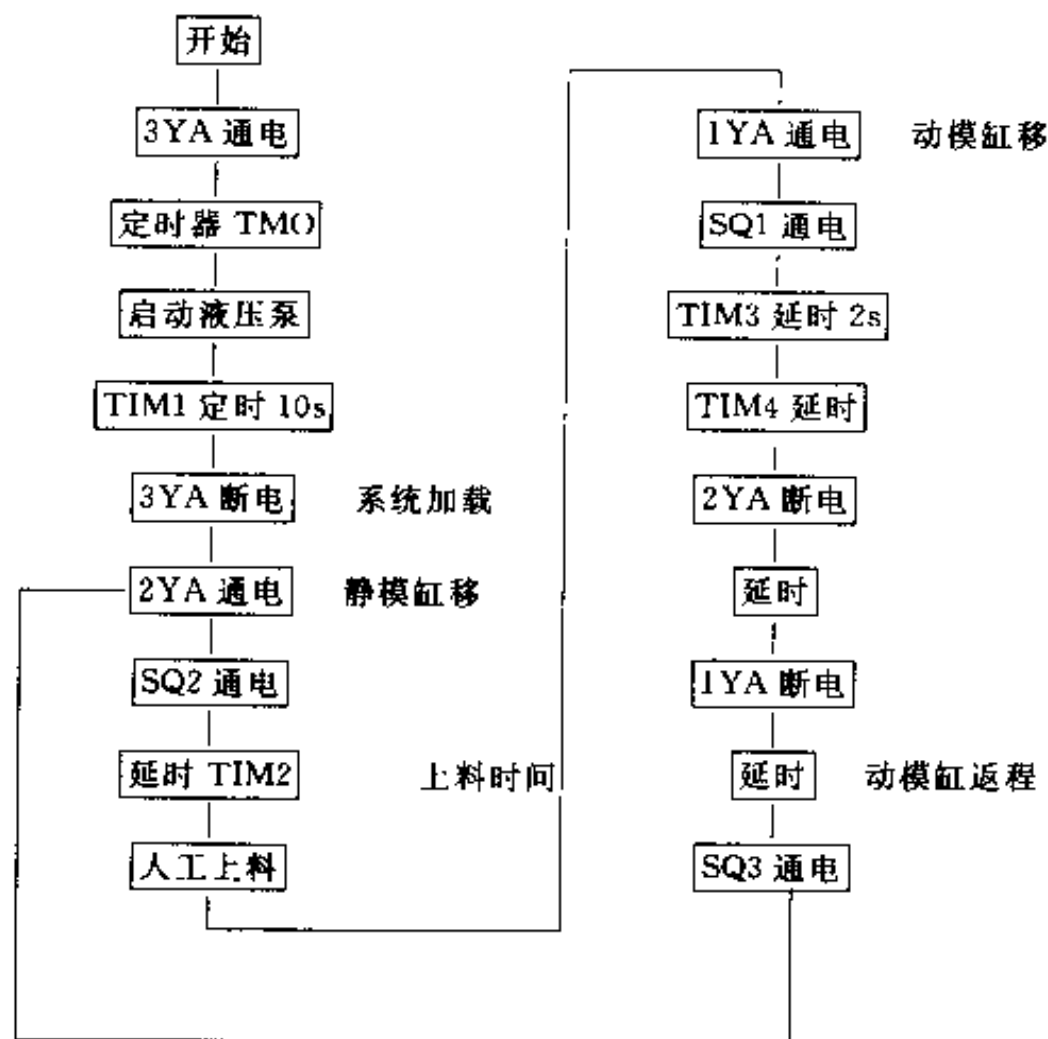 开始
3YA 通电
定时器 TM0
启动液压泵
TIM1 定时 10s
3YA 断电 系统加载
2YA 通电 静模缸移
SQ2 通电
延时 TIM2 上料时间
人工上料
1YA 通电 动模缸移
SQ1 通电
TIM3 延时 2s
TIM4 延时
2YA 断电
延时
1YA 断电
延时 动模缸返程
SQ3 通电